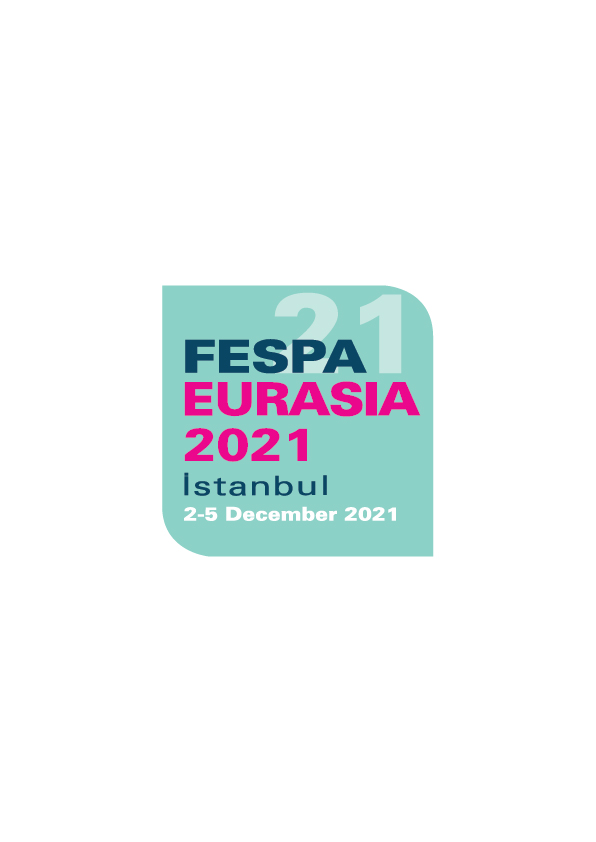 21
FESPA
EURASIA
2021
İstanbul
2-5 December 2021